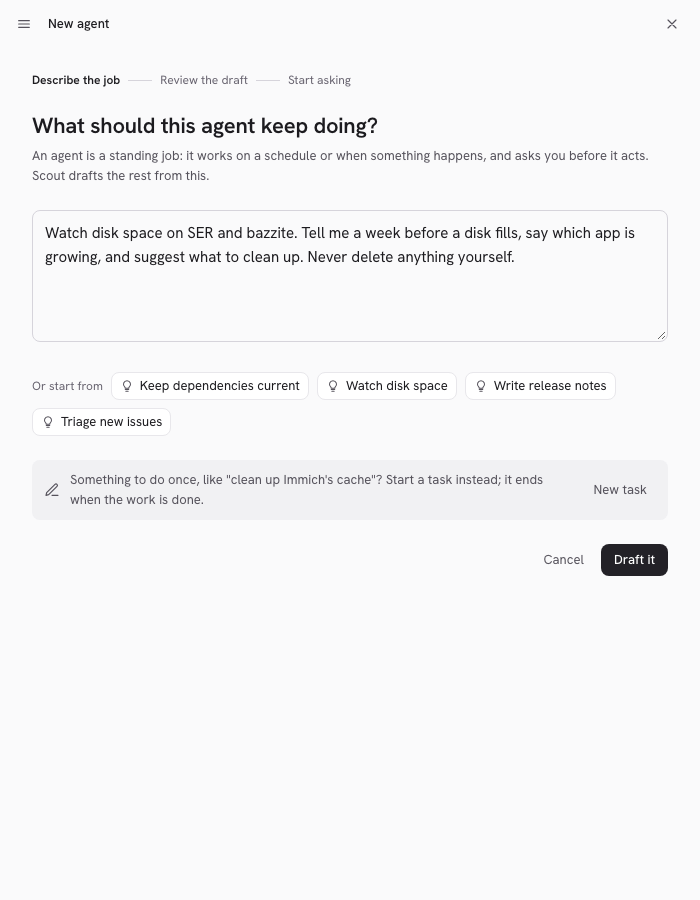 New agent
Describe the job
Review the draft
Start asking
What should this agent keep doing?
An agent is a standing job: it works on a schedule or when something happens, and asks you before it acts.
Scout drafts the rest from this.
Watch disk space on SER and bazzite. Tell me a week before a disk fills, say which app is
growing, and suggest what to clean up. Never delete anything yourself.
Or start from
Keep dependencies current
Watch disk space
Write release notes
Triage new issues
Something to do once, like "clean up Immich's cache"? Start a task instead; it ends
when the work is done.
New task
Cancel
Draft it